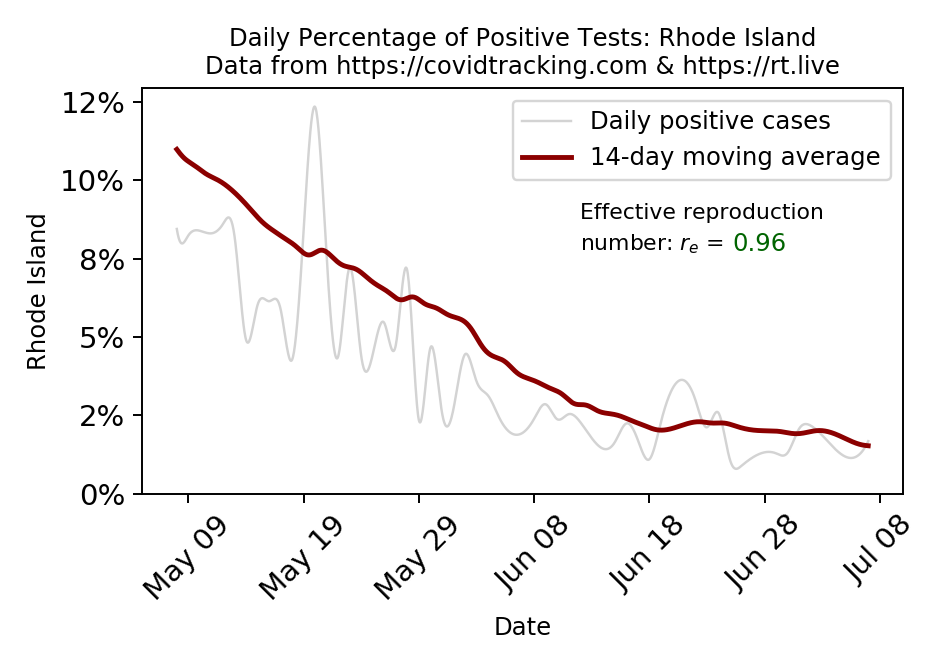 Daily Percentage of Positive Tests: Rhode Island
Data from https://covidtracking.com & https://rt.live
12%
10%
8%
5%
2%
0%
Rhode Island
Daily positive cases
14-day moving average
Effective reproduction
number: rₑ = 0.96
May 09
May 19
May 29
Jun 08
Jun 18
Jun 28
Jul 08
Date